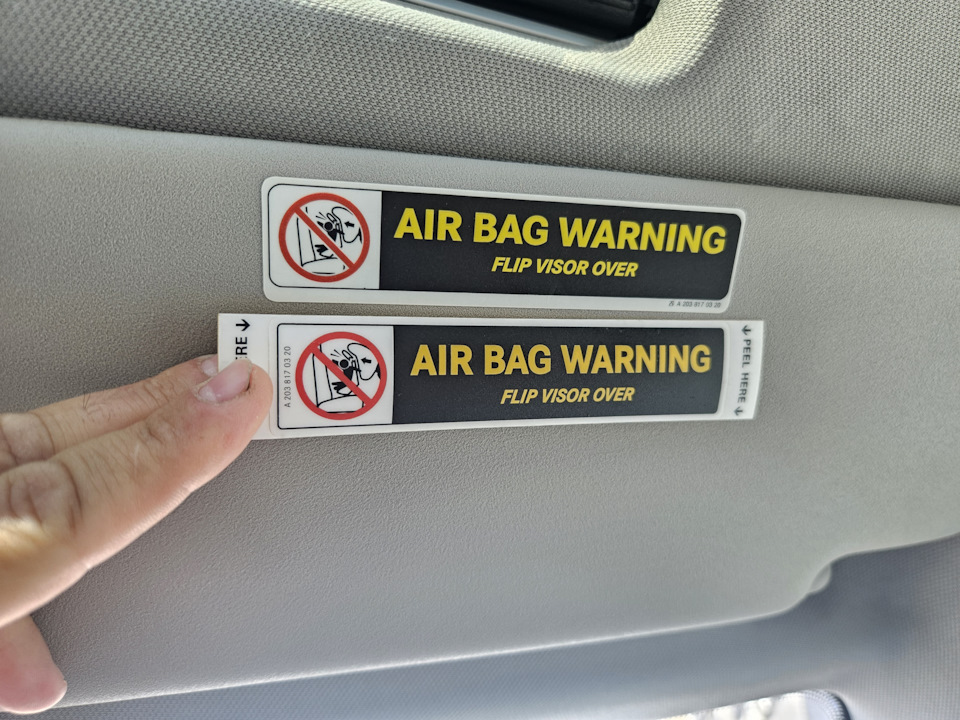 AIR BAG WARNING
FLIP VISOR OVER
A 203 817 03 20
ERE
A 203 817 03 20
AIR BAG WARNING
FLIP VISOR OVER
PEEL HERE